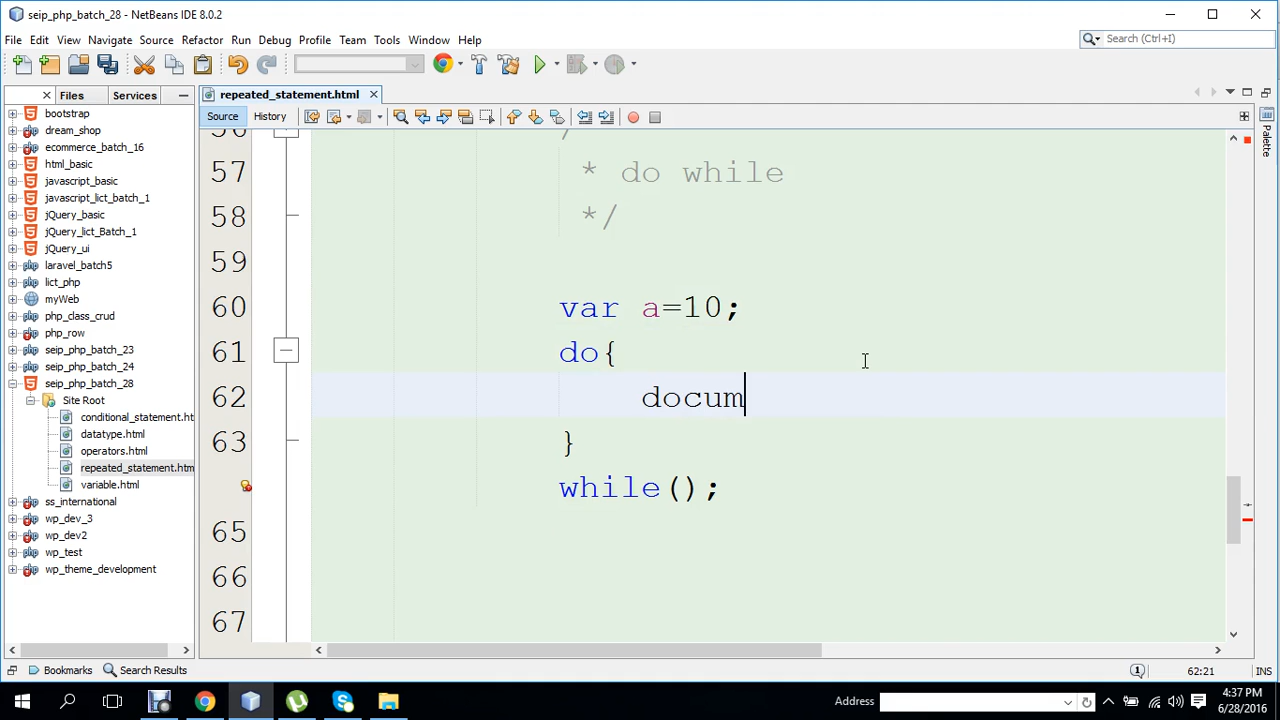 seip_php_batch_28 - NetBeans IDE 8.0.2
File Edit View Navigate Source Refactor Run Debug Profile Team Tools Window Help
Search (Ctrl+I)
Files Services
repeated_statement.html
Source History
Palette
bootstrap
dream_shop
ecommerce_batch_16
html_basic
javascript_basic
javascript_lict_batch_1
jQuery_basic
jQuery_lict_Batch_1
jQuery_ui
laravel_batch5
lict_php
myWeb
php_class_crud
php_row
seip_php_batch_23
seip_php_batch_24
seip_php_batch_28
Site Root
conditional_statement.ht
datatype.html
operators.html
repeated_statement.htm
variable.html
ss_international
wp_dev_3
wp_dev2
wp_test
wp_theme_development
56 /
57 * do while
58 */
59
60 var a=10;
61 do{
62 docum
63 }
while();
65
66
67
Bookmarks Search Results
1 62:21 INS
Address
4:37 PM
6/28/2016